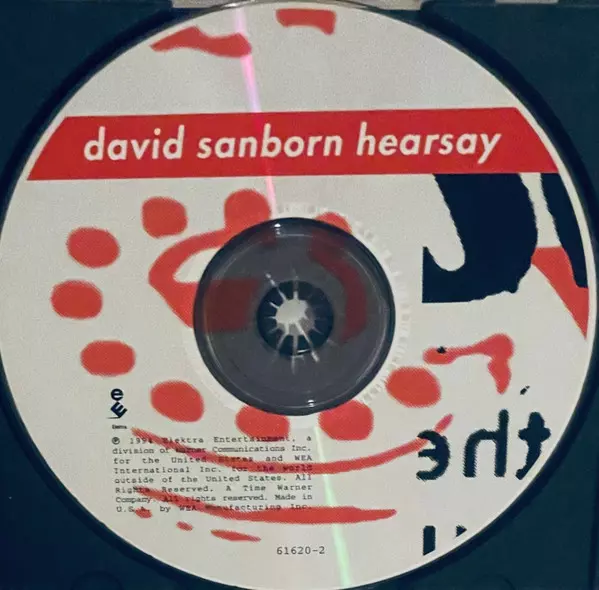 david sanborn hearsay
the
e
Elektra
℗ 1994 Elektra Entertainment, a
division of Warner Communications Inc.
for the United States and WEA
International Inc. for the world
outside of the United States. All
Rights Reserved. A Time Warner
Company. All rights reserved. Made in
U.S.A. by WEA Manufacturing Inc.
61620-2